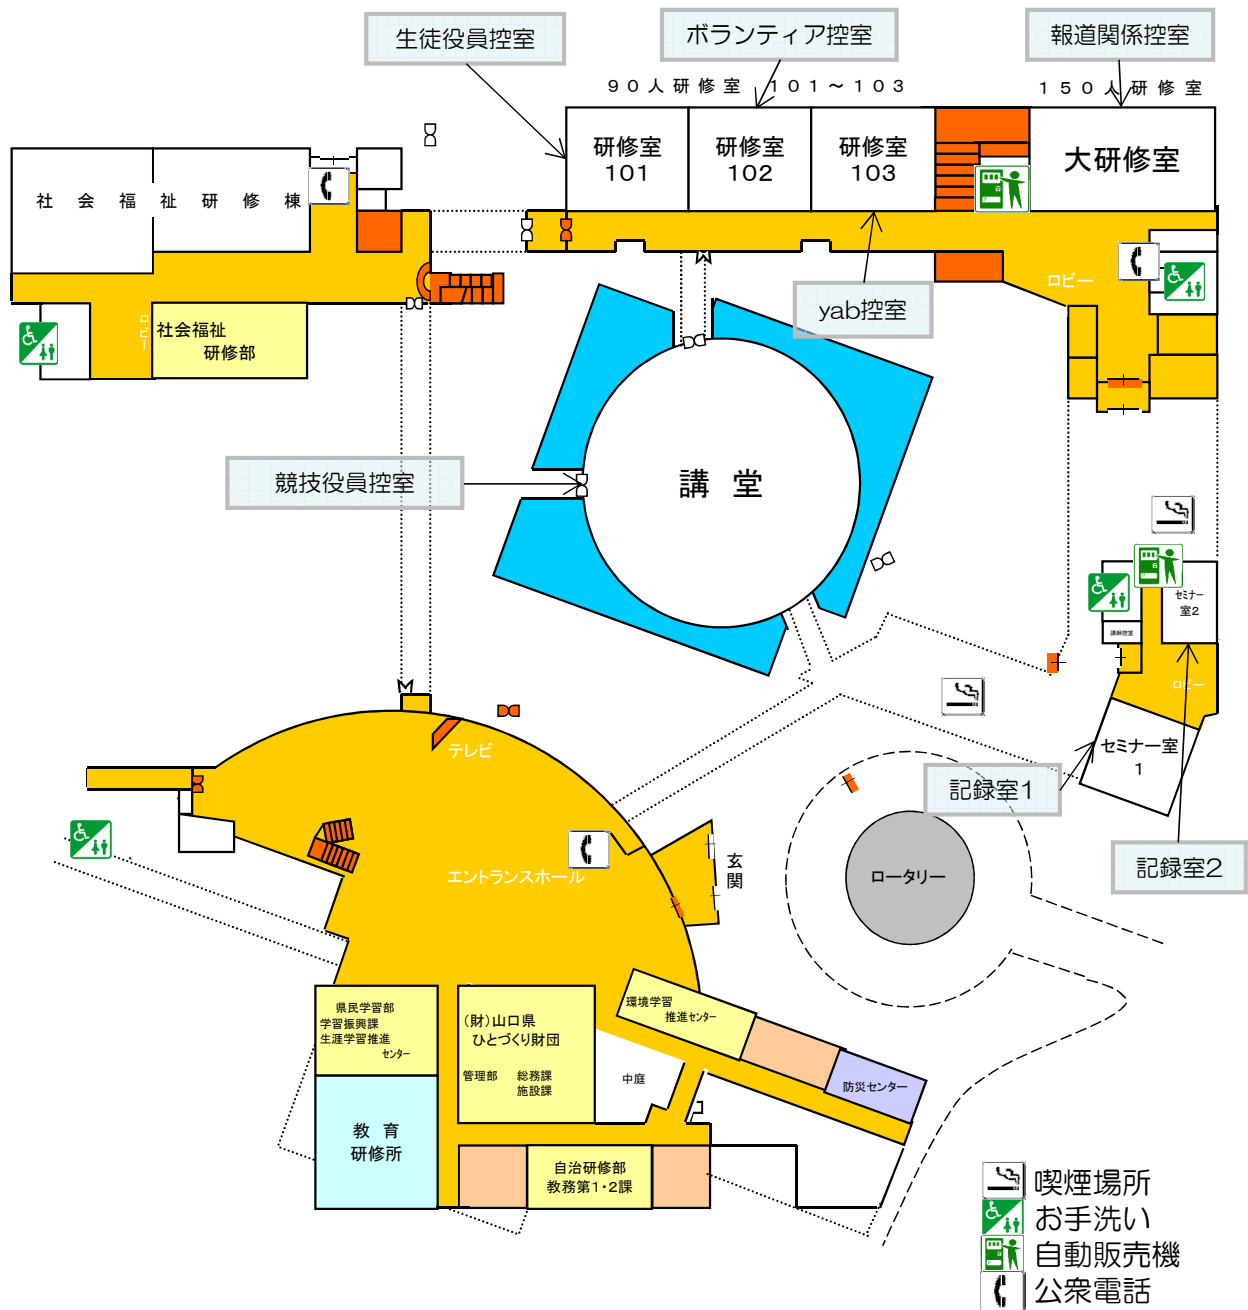 生徒役員控室
ボランティア控室
報道関係控室
90人研修室 101～103
150人研修室
研修室
101
研修室
102
研修室
103
大研修室
社会福祉研修棟
ロビー
yab控室
ロビー
社会福祉
研修部
競技役員控室
講堂
セミナー
室2
講師控室
ロビー
セミナー室
1
テレビ
記録室1
記録室2
玄関
ロータリー
エントランスホール
県民学習部
学習振興課
生涯学習推進
センター
(財)山口県
ひとづくり財団
管理部 総務課
施設課
環境学習
推進センター
中庭
防災センター
教育
研修所
自治研修部
教務第1・2課
喫煙場所
お手洗い
自動販売機
公衆電話